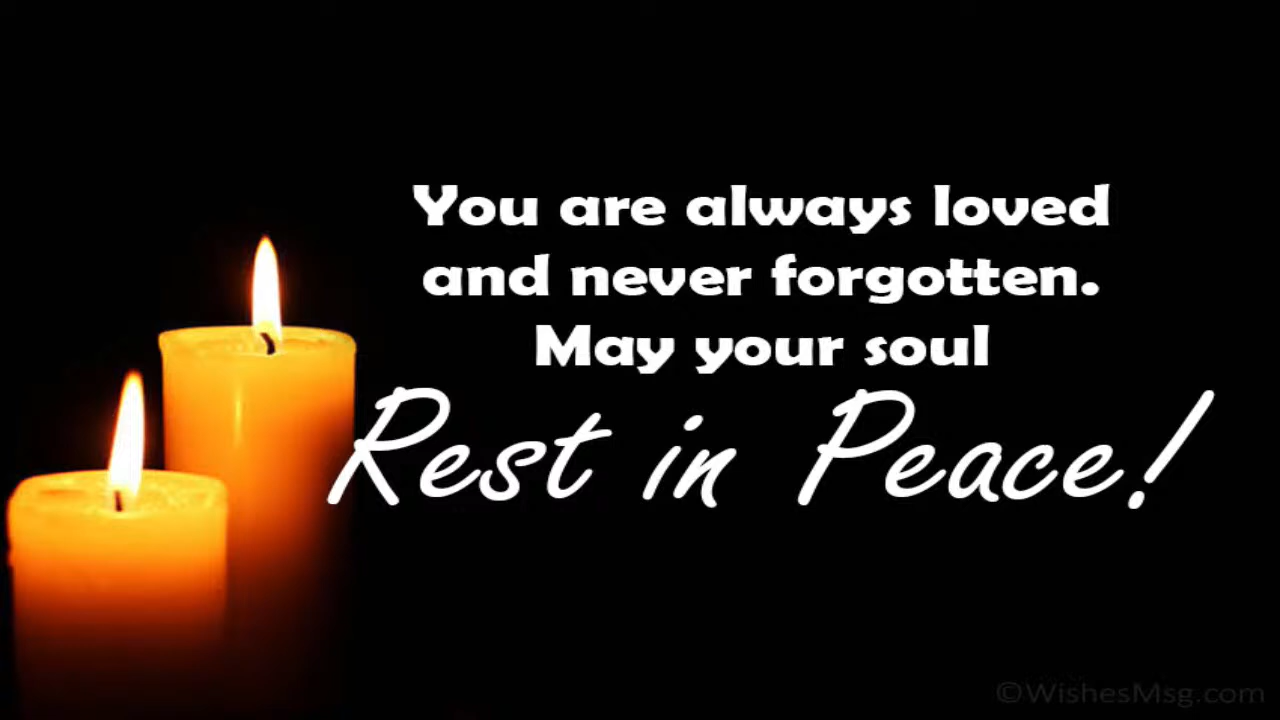 You are always loved
and never forgotten.
May your soul
Rest in Peace!
©WishesMsg.com